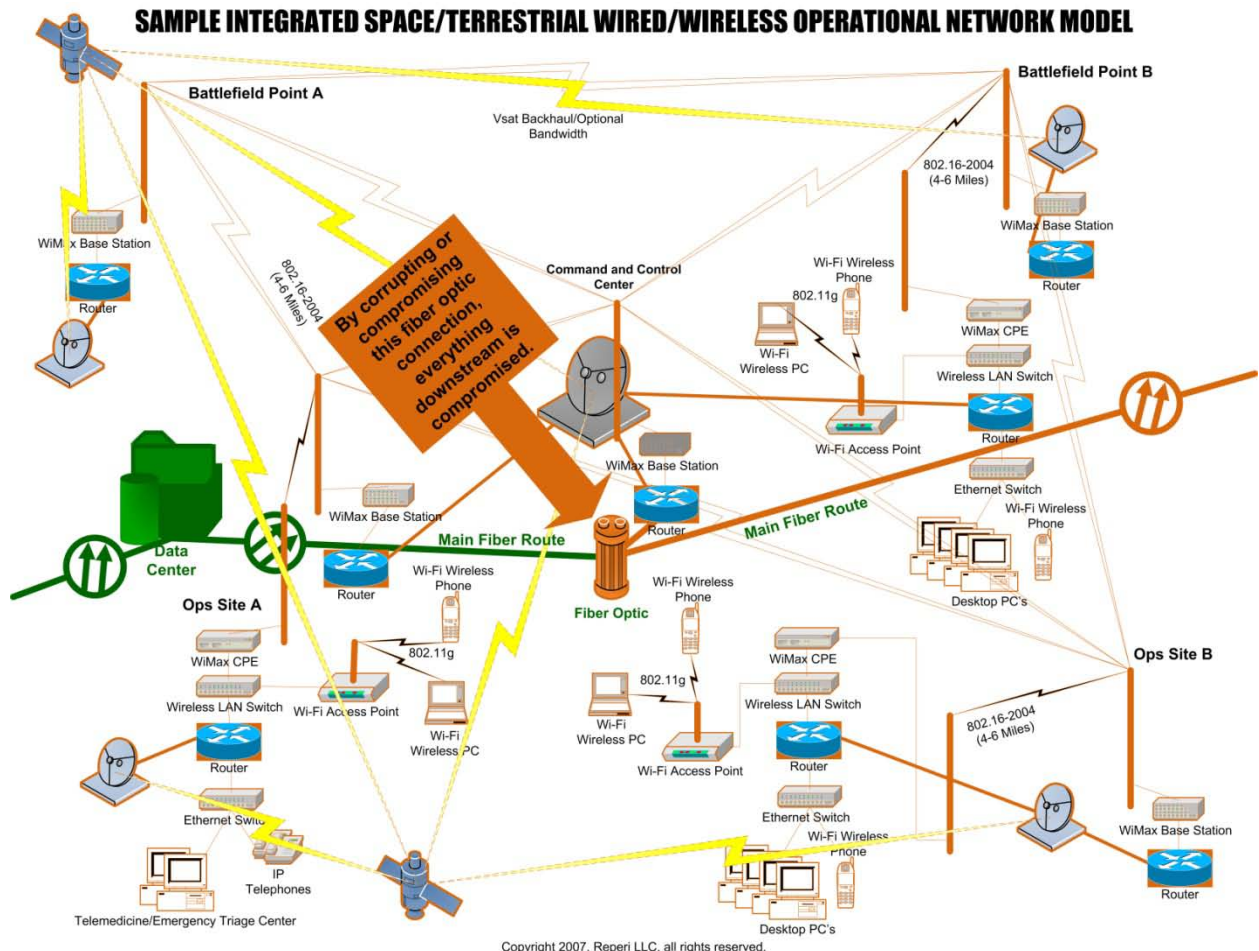 SAMPLE INTEGRATED SPACE/TERRESTRIAL WIRED/WIRELESS OPERATIONAL NETWORK MODEL
Battlefield Point A
Battlefield Point B
Vsat Backhaul/Optional
Bandwidth
802.16-2004
(4-6 Miles)
WiMax Base Station
Router
WiMax Base Station
Router
802.16-2004
(4-6 Miles)
By corrupting or
compromising
this fiber optic
connection,
everything
downstream is
compromised.
Command and Control
Center
Wi-Fi Wireless
Phone
802.11g
Wi-Fi
Wireless PC
WiMax CPE
Wireless LAN Switch
Wi-Fi Access Point
Router
WiMax Base Station
Router
Ethernet Switch
Wi-Fi Wireless
Phone
Desktop PC's
WiMax Base Station
Router
Data
Center
Main Fiber Route
Main Fiber Route
Fiber Optic
Ops Site A
Wi-Fi Wireless
Phone
802.11g
WiMax CPE
Wireless LAN Switch
Wi-Fi Access Point
Wi-Fi
Wireless PC
Router
Ethernet Switch
IP
Telephones
Telemedicine/Emergency Triage Center
Wi-Fi Wireless
Phone
802.11g
Wi-Fi
Wireless PC
Wi-Fi Access Point
WiMax CPE
Wireless LAN Switch
Router
Ethernet Switch
Wi-Fi Wireless
Phone
Desktop PC's
Ops Site B
802.16-2004
(4-6 Miles)
WiMax Base Station
Router
Copyright 2007, Reperi LLC, all rights reserved.